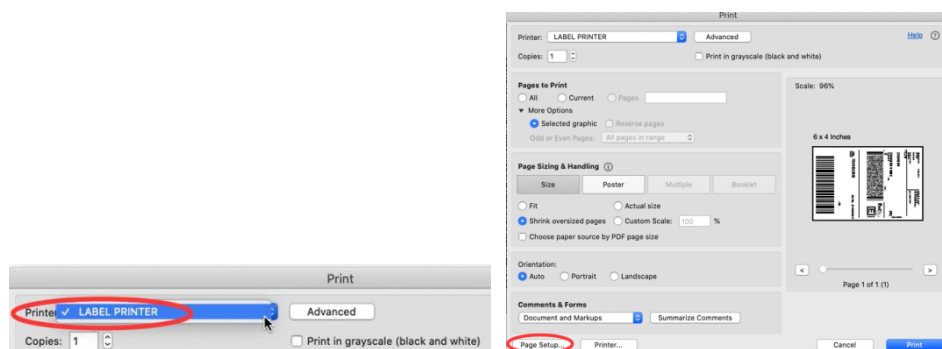 Print
Printer ✓ LABEL PRINTER
Advanced
Copies: 1
Print in grayscale (black and white)
Print
Printer: LABEL PRINTER
Advanced
Help ?
Copies: 1
Print in grayscale (black and white)
Pages to Print
All Current Pages
▼ More Options
Selected graphic Reverse pages
Odd or Even Pages: All pages in range
Page Sizing & Handling i
Size Poster Multiple Booklet
Fit Actual size
Shrink oversized pages Custom Scale: 100 %
Choose paper source by PDF page size
Orientation:
Auto Portrait Landscape
Comments & Forms
Document and Markups Summarize Comments
Page Setup... Printer...
Scale: 96%
6 x 4 Inches
< >
Page 1 of 1 (1)
Cancel Print